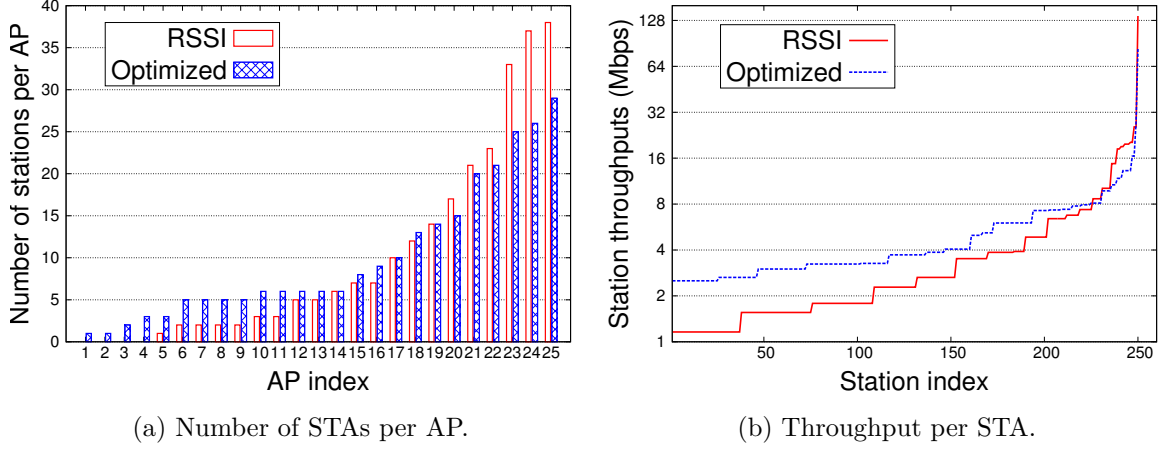 Number of stations per AP
40
35
30
25
20
15
10
5
0
RSSI
Optimized
1 2 3 4 5 6 7 8 9 10 11 12 13 14 15 16 17 18 19 20 21 22 23 24 25
AP index
(a) Number of STAs per AP.
Station throughputs (Mbps)
128
64
32
16
8
4
2
1
RSSI
Optimized
50 100 150 200 250
Station index
(b) Throughput per STA.